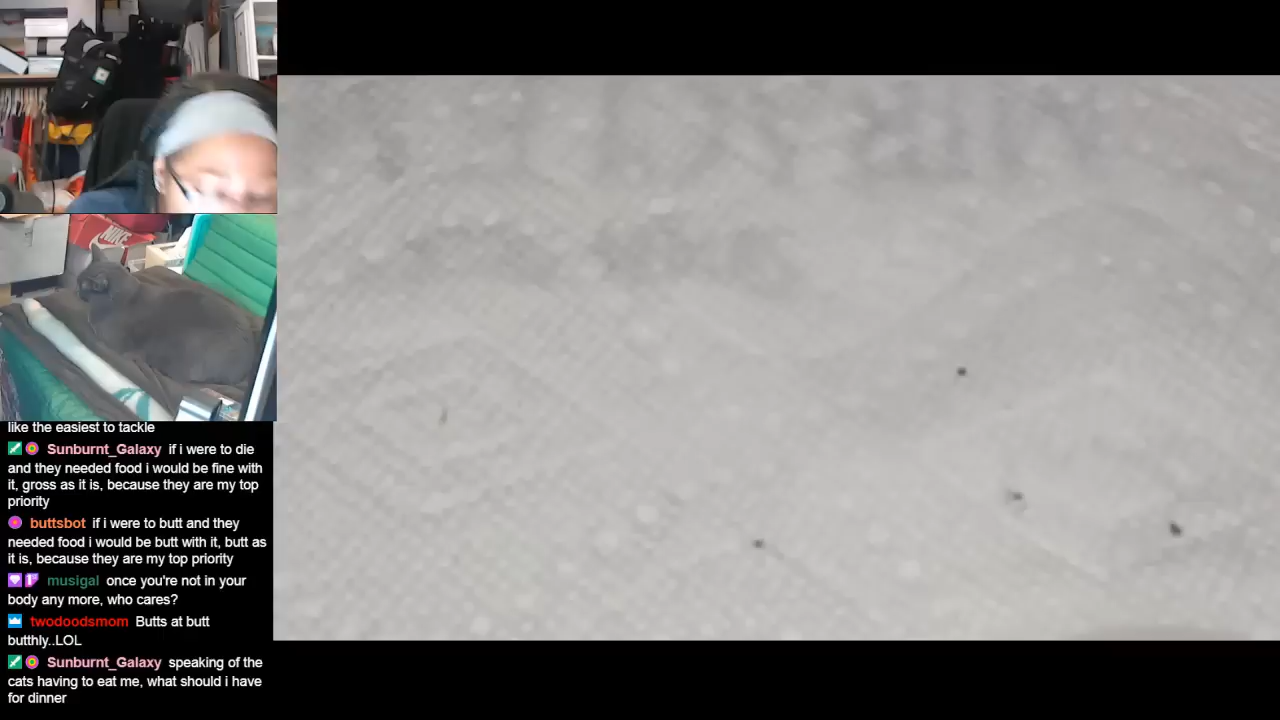 NIKE
like the easiest to tackle
Sunburnt_Galaxy if i were to die
and they needed food i would be fine with
it, gross as it is, because they are my top
priority
buttsbot if i were to butt and they
needed food i would be butt with it, butt as
it is, because they are my top priority
musigal once you're not in your
body any more, who cares?
twodoodsmom Butts at butt
butthly..LOL
Sunburnt_Galaxy speaking of the
cats having to eat me, what should i have
for dinner